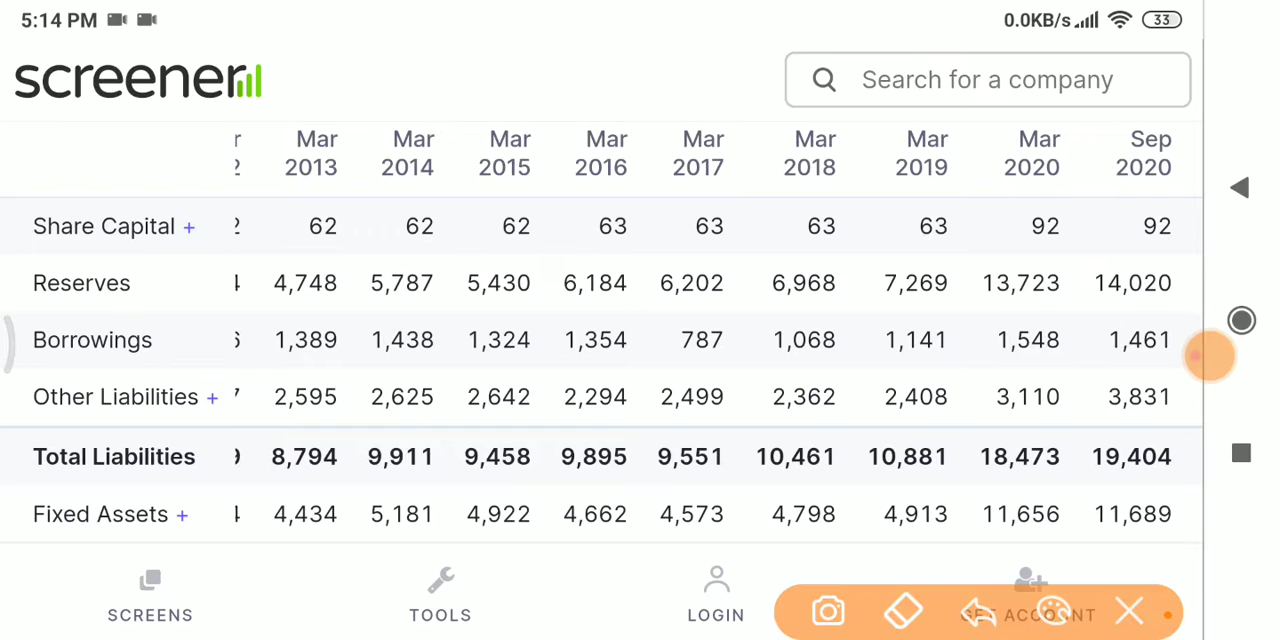 5:14 PM 0.0KB/s 33
screener Search for a company
Mar Mar Mar Mar Mar Mar Mar Mar Sep
2013 2014 2015 2016 2017 2018 2019 2020 2020
Share Capital + 62 62 62 63 63 63 63 92 92
Reserves 4,748 5,787 5,430 6,184 6,202 6,968 7,269 13,723 14,020
Borrowings 1,389 1,438 1,324 1,354 787 1,068 1,141 1,548 1,461
Other Liabilities + 2,595 2,625 2,642 2,294 2,499 2,362 2,408 3,110 3,831
Total Liabilities 8,794 9,911 9,458 9,895 9,551 10,461 10,881 18,473 19,404
Fixed Assets + 4,434 5,181 4,922 4,662 4,573 4,798 4,913 11,656 11,689
SCREENS TOOLS LOGIN GET ACCOUNT